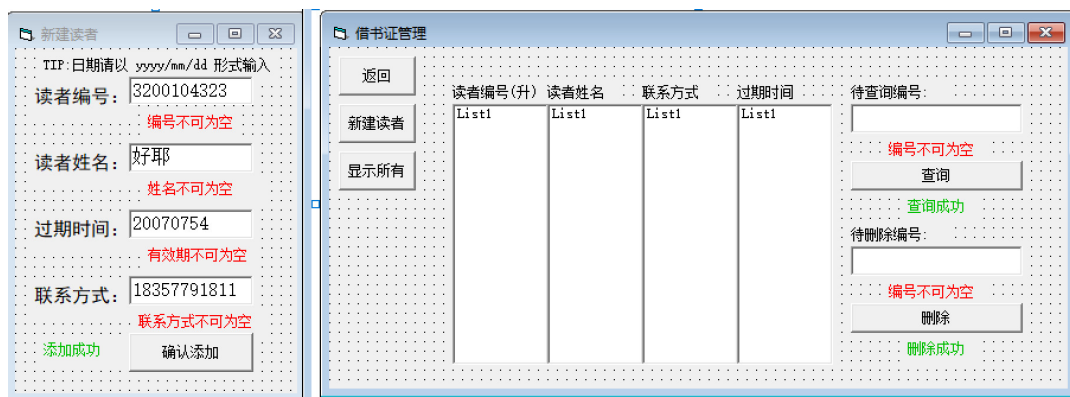 新建读者
TIP:日期请以 yyyy/mm/dd 形式输入
读者编号: 3200104323
编号不可为空
读者姓名: 好耶
姓名不可为空
过期时间: 20070754
有效期不可为空
联系方式: 18357791811
联系方式不可为空
添加成功 确认添加
借书证管理
返回
新建读者
显示所有
读者编号(升) 读者姓名 联系方式 过期时间
List1 List1 List1 List1
待查询编号:
编号不可为空
查询
查询成功
待删除编号:
编号不可为空
删除
删除成功